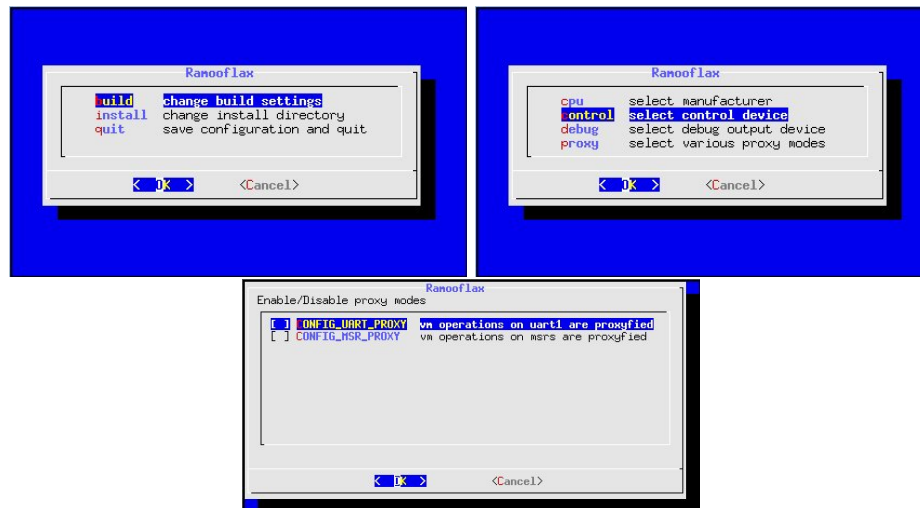 Ramooflax
build change build settings
install change install directory
quit save configuration and quit
< OK > <Cancel>
Ramooflax
cpu select manufacturer
control select control device
debug select debug output device
proxy select various proxy modes
< OK > <Cancel>
Ramooflax
Enable/Disable proxy modes
[ ] CONFIG_UART_PROXY vm operations on uart1 are proxyfied
[ ] CONFIG_MSR_PROXY vm operations on msrs are proxyfied
< OK > <Cancel>